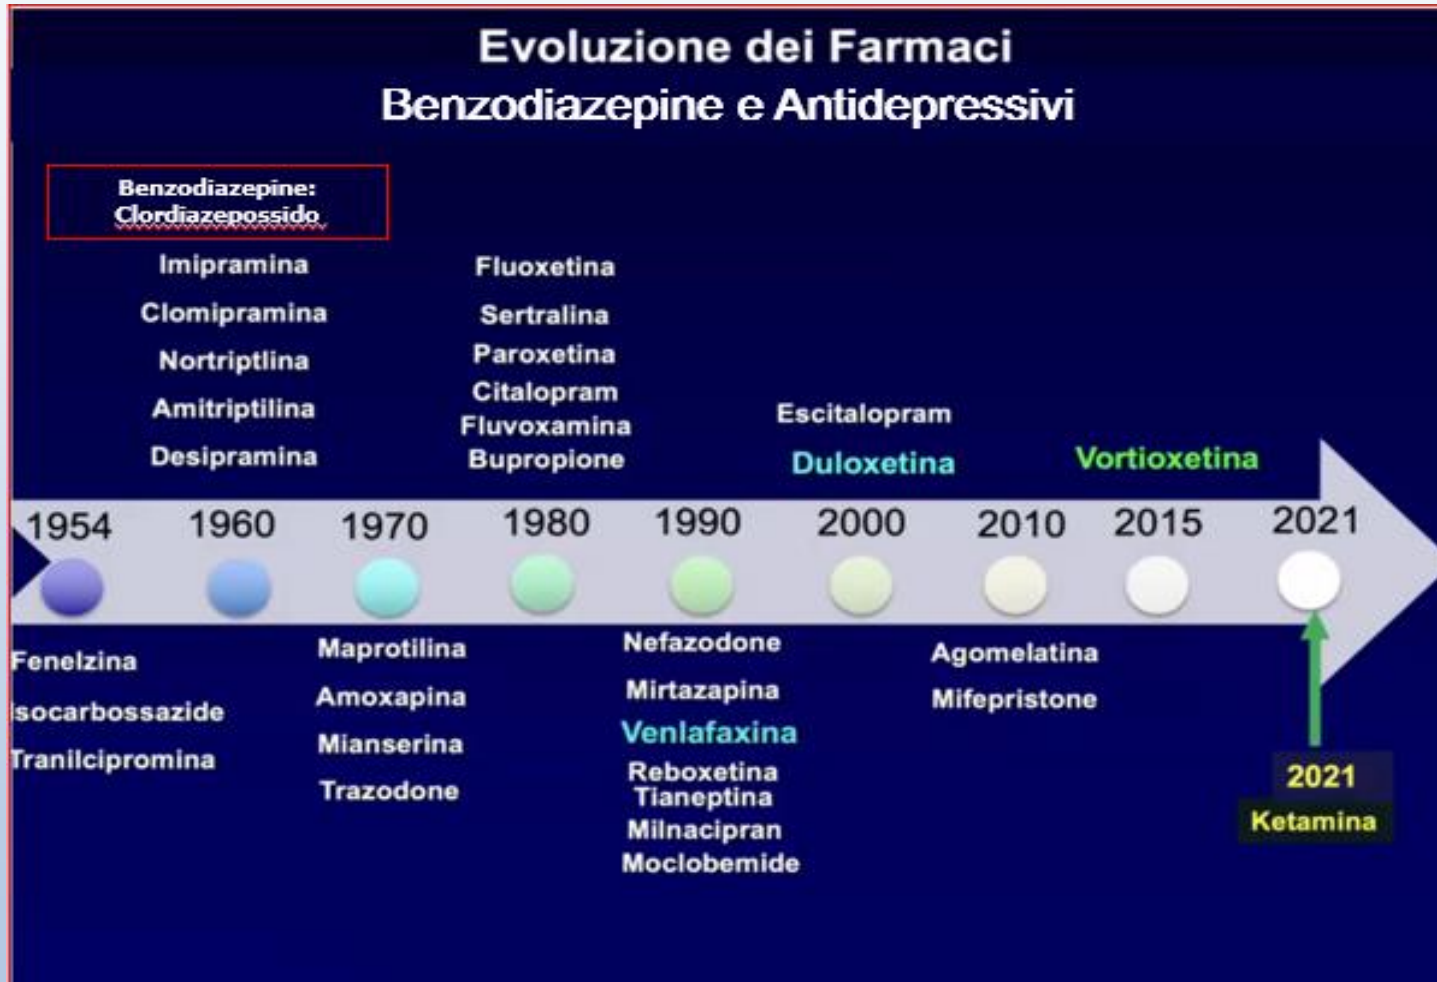 Evoluzione dei Farmaci
Benzodiazepine e Antidepressivi
Benzodiazepine:
Clordiazepossido
Imipramina
Clomipramina
Nortriptlina
Amitriptilina
Desipramina
Fluoxetina
Sertralina
Paroxetina
Citalopram
Fluvoxamina
Bupropione
Escitalopram
Duloxetina
Vortioxetina
1954 1960 1970 1980 1990 2000 2010 2015 2021
Fenelzina
Isocarbossazide
Tranilcipromina
Maprotilina
Amoxapina
Mianserina
Trazodone
Nefazodone
Mirtazapina
Venlafaxina
Reboxetina
Tianeptina
Milnacipran
Moclobemide
Agomelatina
Mifepristone
2021
Ketamina